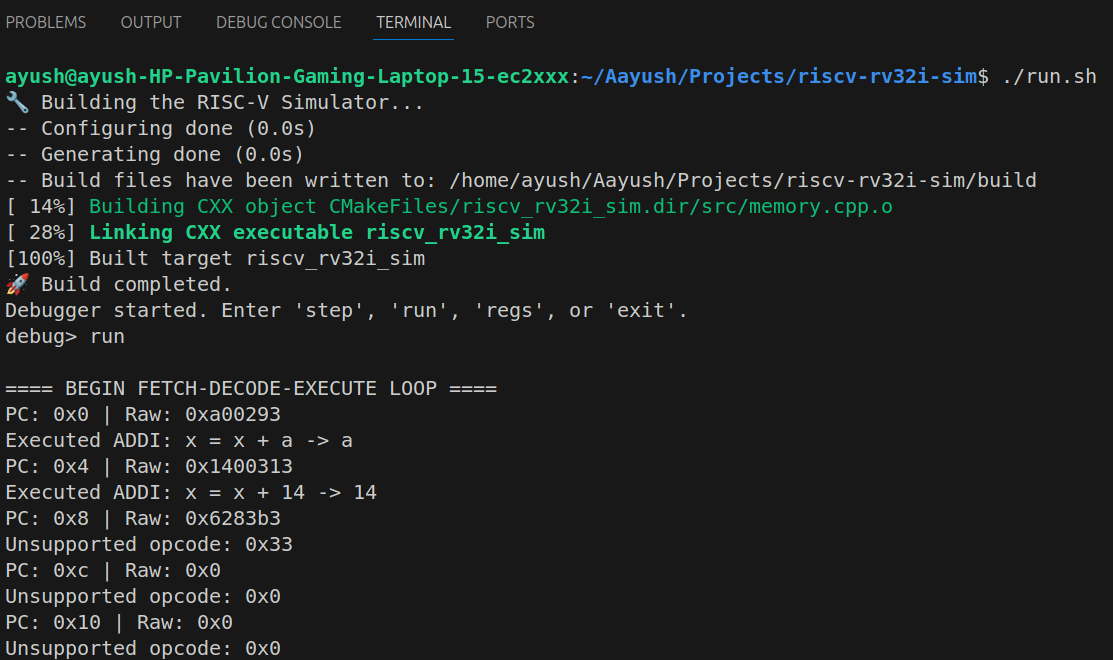 PROBLEMS OUTPUT DEBUG CONSOLE TERMINAL PORTS
ayush@ayush-HP-Pavilion-Gaming-Laptop-15-ec2xxx:~/Aayush/Projects/riscv-rv32i-sim$ ./run.sh
🔧 Building the RISC-V Simulator...
-- Configuring done (0.0s)
-- Generating done (0.0s)
-- Build files have been written to: /home/ayush/Aayush/Projects/riscv-rv32i-sim/build
[ 14%] Building CXX object CMakeFiles/riscv_rv32i_sim.dir/src/memory.cpp.o
[ 28%] Linking CXX executable riscv_rv32i_sim
[100%] Built target riscv_rv32i_sim
🚀 Build completed.
Debugger started. Enter 'step', 'run', 'regs', or 'exit'.
debug> run
==== BEGIN FETCH-DECODE-EXECUTE LOOP ====
PC: 0x0 | Raw: 0xa00293
Executed ADDI: x = x + a -> a
PC: 0x4 | Raw: 0x1400313
Executed ADDI: x = x + 14 -> 14
PC: 0x8 | Raw: 0x6283b3
Unsupported opcode: 0x33
PC: 0xc | Raw: 0x0
Unsupported opcode: 0x0
PC: 0x10 | Raw: 0x0
Unsupported opcode: 0x0